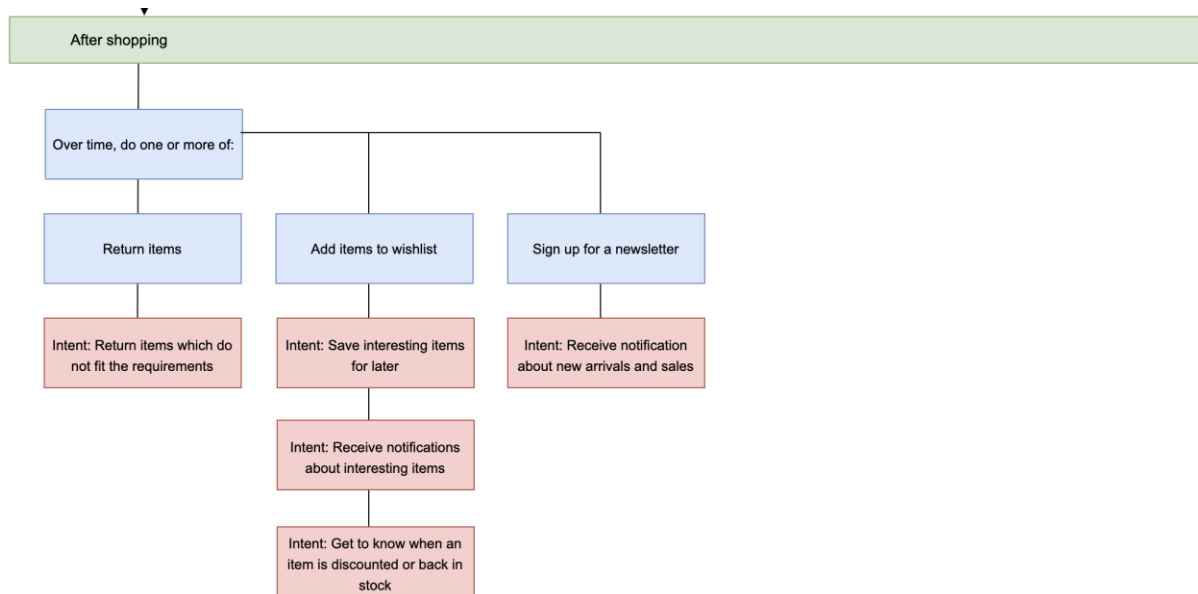 After shopping
Over time, do one or more of:
Return items
Add items to wishlist
Sign up for a newsletter
Intent: Return items which do
not fit the requirements
Intent: Save interesting items
for later
Intent: Receive notification
about new arrivals and sales
Intent: Receive notifications
about interesting items
Intent: Get to know when an
item is discounted or back in
stock